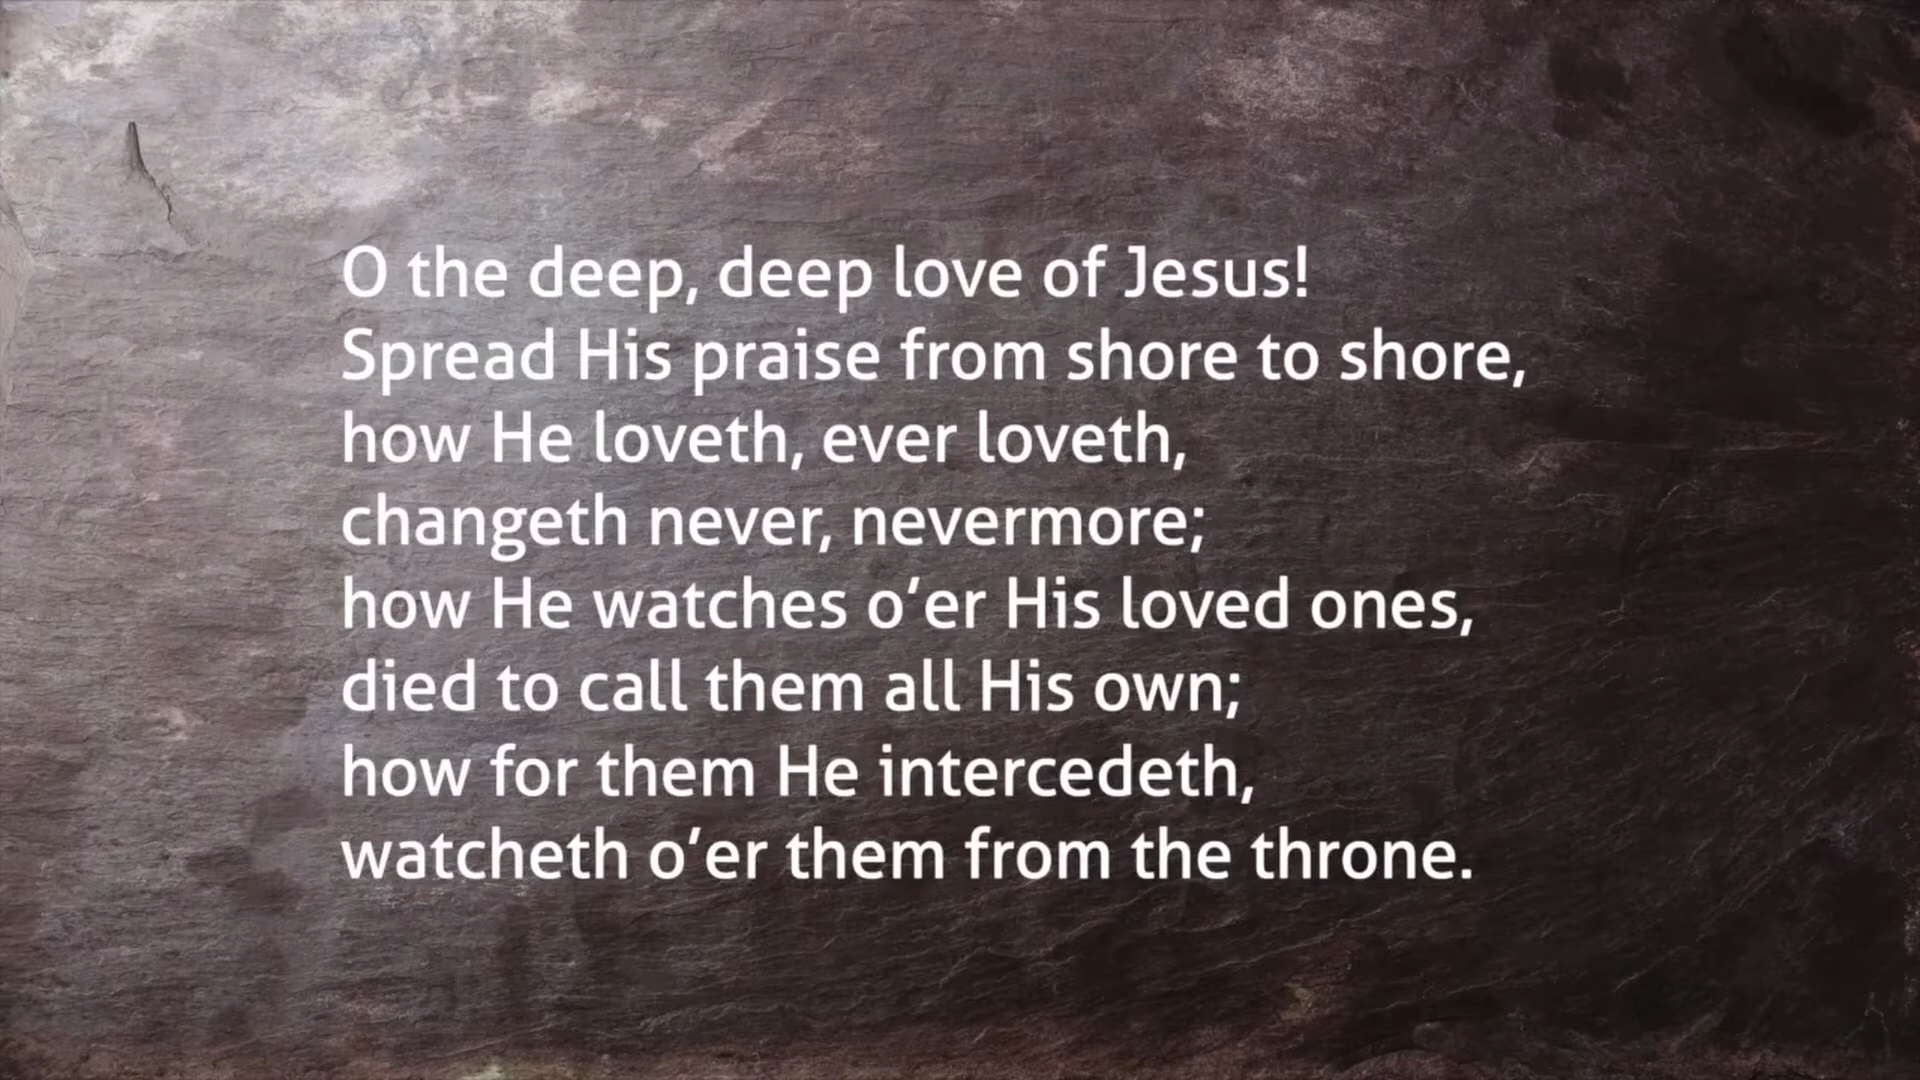 O the deep, deep love of Jesus!
Spread His praise from shore to shore,
how He loveth, ever loveth,
changeth never, nevermore;
how He watches o’er His loved ones,
died to call them all His own;
how for them He intercedeth,
watcheth o’er them from the throne.